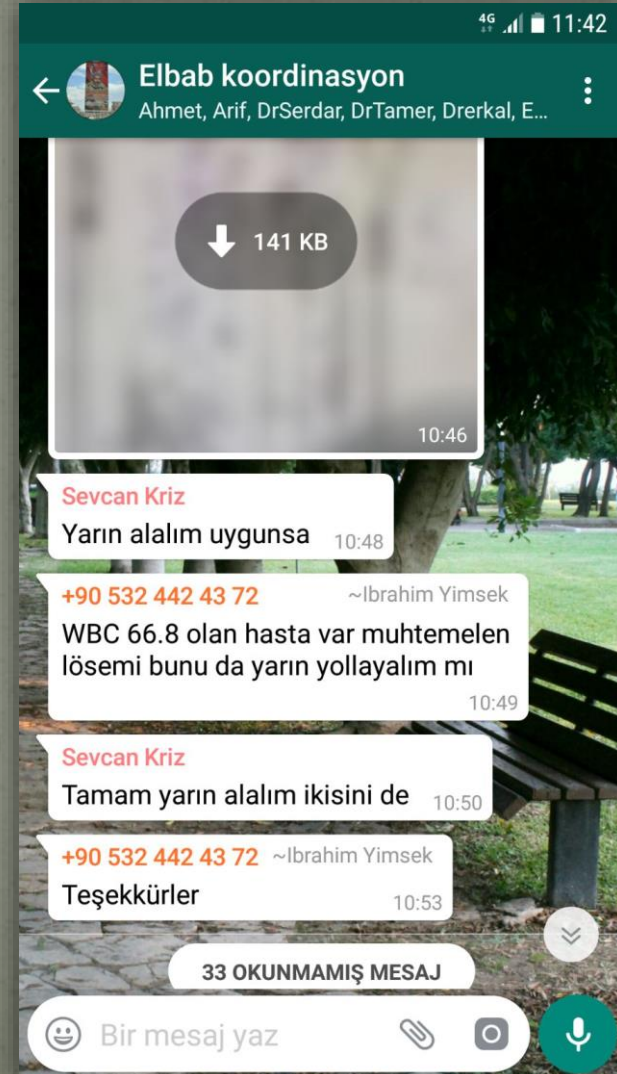 4G 11:42
Elbab koordinasyon
Ahmet, Arif, DrSerdar, DrTamer, Drerkal, E...
141 KB
10:46
Sevcan Kriz
Yarın alalım uygunsa 10:48
+90 532 442 43 72 ~Ibrahim Yimsek
WBC 66.8 olan hasta var muhtemelen
lösemi bunu da yarın yollayalım mı
10:49
Sevcan Kriz
Tamam yarın alalım ikisini de 10:50
+90 532 442 43 72 ~Ibrahim Yimsek
Teşekkürler 10:53
33 OKUNMAMIŞ MESAJ
Bir mesaj yaz